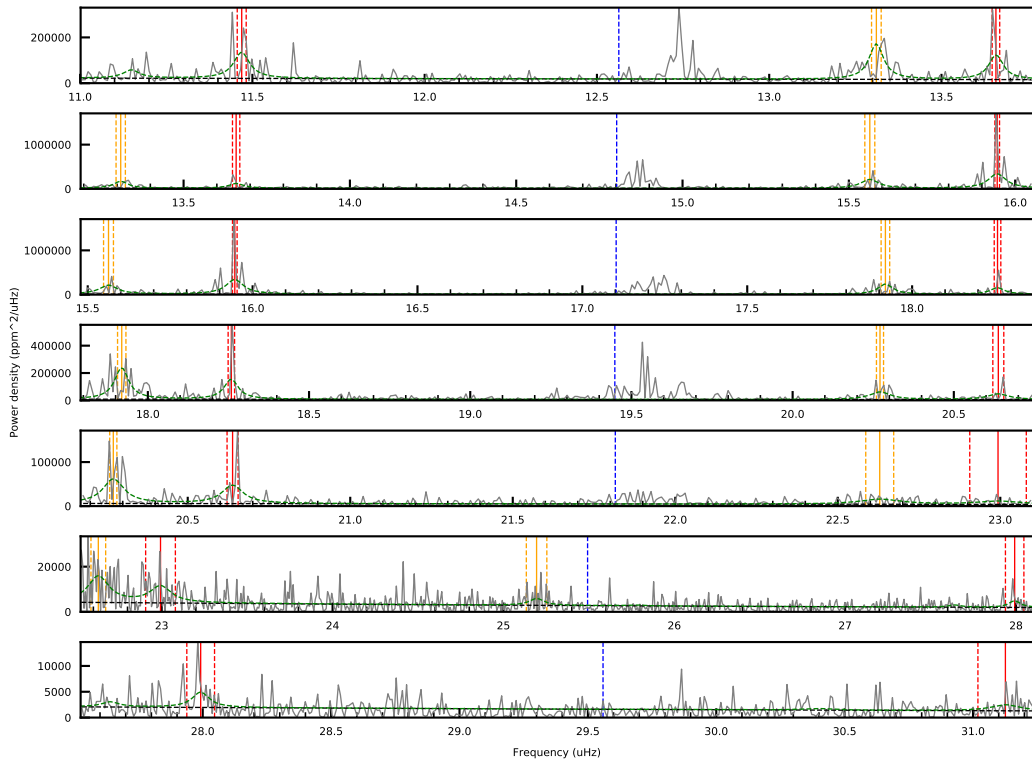 200000
100000
0
11.0 11.5 12.0 12.5 13.0 13.5
1000000
0
13.5 14.0 14.5 15.0 15.5 16.0
1000000
0
15.5 16.0 16.5 17.0 17.5 18.0
400000
200000
0
18.0 18.5 19.0 19.5 20.0 20.5
100000
0
20.5 21.0 21.5 22.0 22.5 23.0
20000
0
23 24 25 26 27 28
10000
5000
0
28.0 28.5 29.0 29.5 30.0 30.5 31.0
Power density (ppm^2/uHz)
Frequency (uHz)